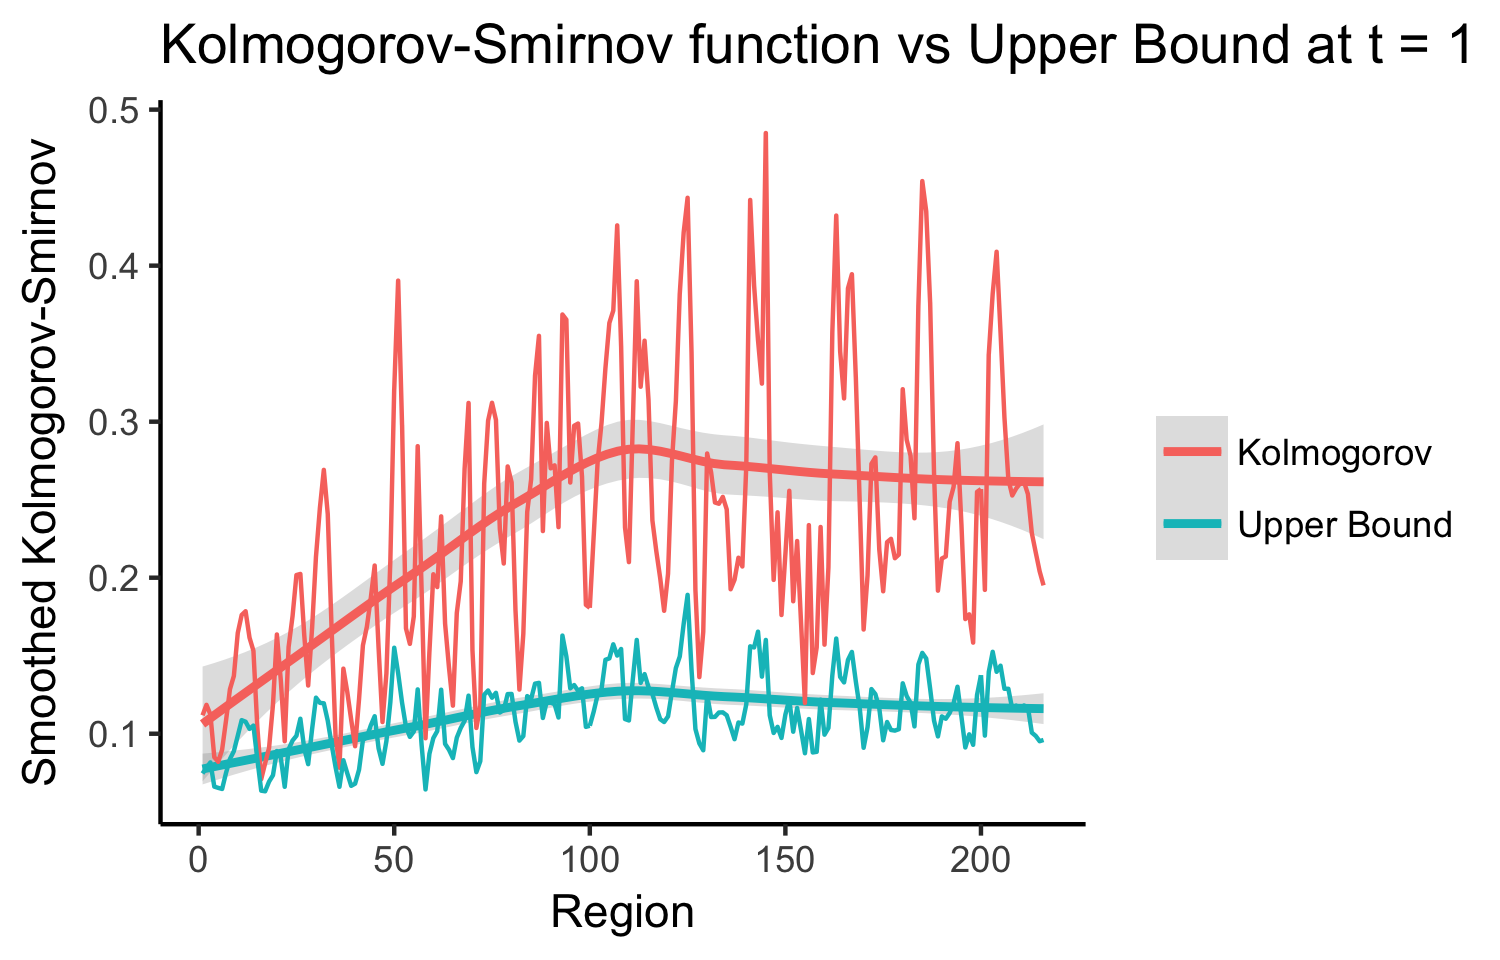 Kolmogorov-Smirnov function vs Upper Bound at t = 1
Smoothed Kolmogorov-Smirnov
0.5
0.4
0.3
0.2
0.1
0 50 100 150 200
Region
Kolmogorov
Upper Bound